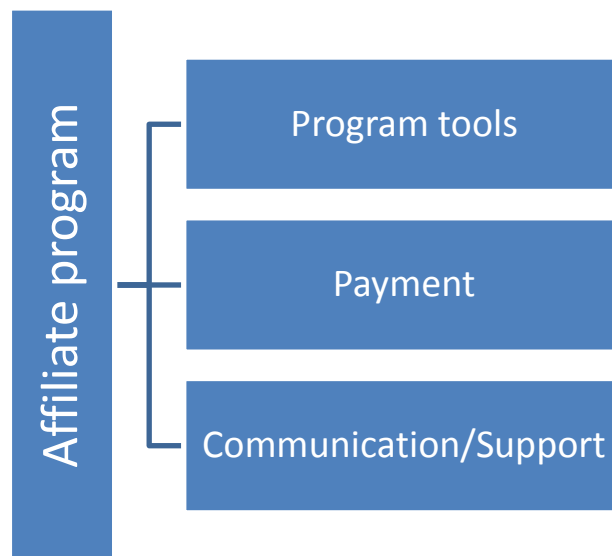 Affiliate program
Program tools
Payment
Communication/Support